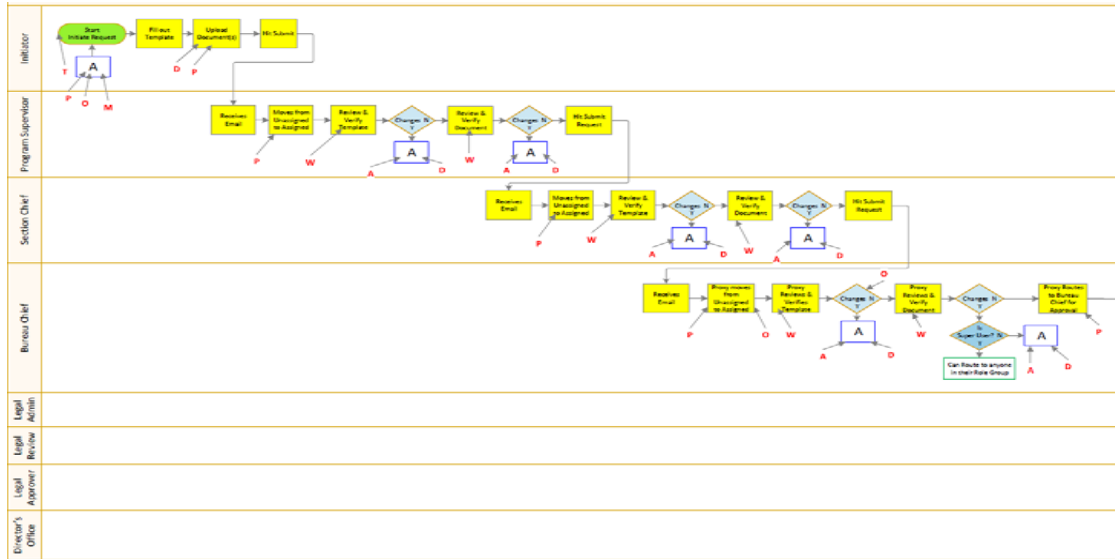 Initiator
Start
Initiate Request
Fill out
Template
Upload
Document(s)
Hit Submit
A
T
P
O
M
D
P
Program Supervisor
Receives
Email
Moves from
Unassigned
to Assigned
Review &
Verify
Template
Changes N
Y
Review &
Verify
Document
Changes N
Y
Hit Submit
Request
A
A
P
W
A
D
W
A
D
Section Chief
Receives
Email
Moves from
Unassigned
to Assigned
Review &
Verify
Template
Changes N
Y
Review &
Verify
Document
Changes N
Y
Hit Submit
Request
A
A
P
W
A
D
W
A
D
Bureau Chief
O
Receives
Email
Proxy moves
from
Unassigned
to Assigned
Proxy
Reviews &
Verifies
Template
Changes N
Y
Proxy
Reviews &
Verify
Document
Changes N
Y
Proxy Routes
to Bureau
Chief for
Approval
A
Is
Super User? N
Y
A
P
O
W
A
D
W
P
Can Route to anyone
in their Role Group
A
D
Legal
Admin
Legal
Review
Legal
Approver
Director's
Office